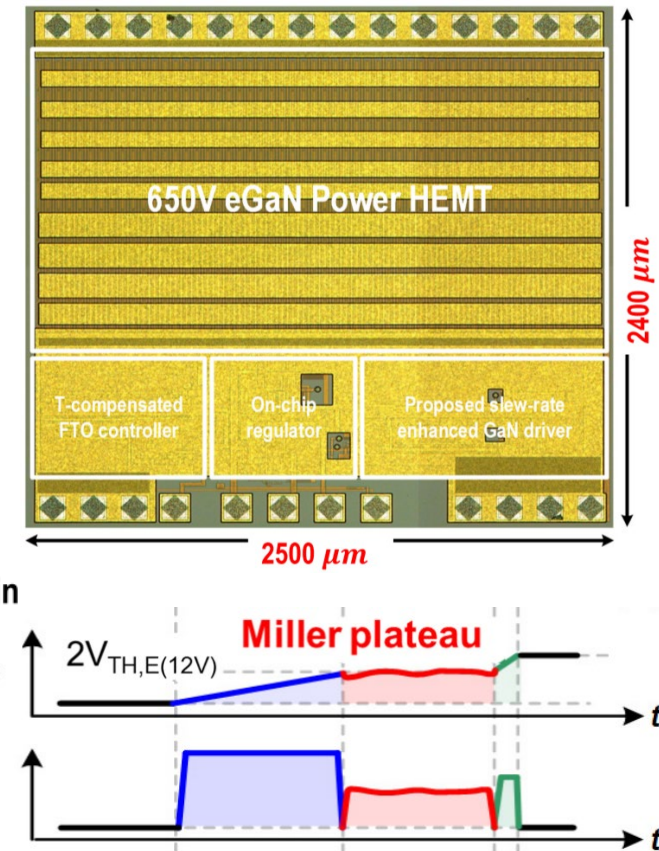 650V eGaN Power HEMT
2400 μm
T-compensated
FTO controller
On-chip
regulator
Proposed slew-rate
enhanced GaN driver
2500 μm
n
Miller plateau
2V_TH,E(12V)
t
t